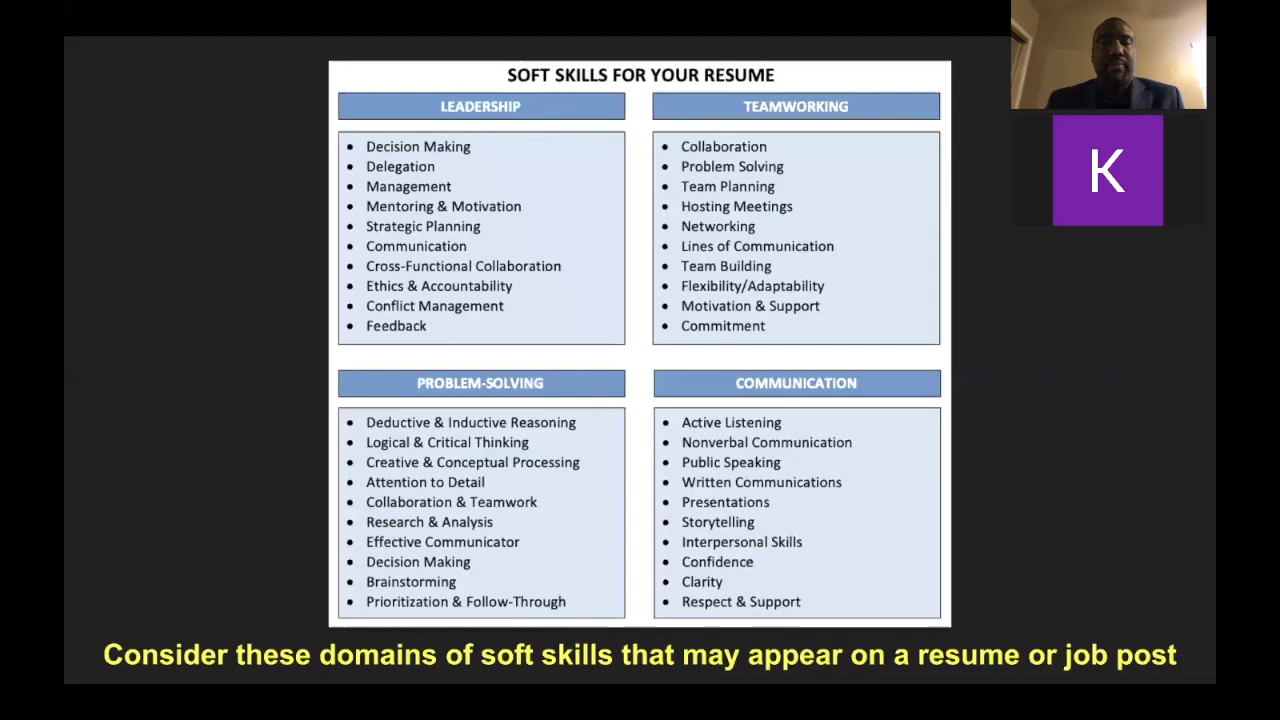 SOFT SKILLS FOR YOUR RESUME
LEADERSHIP
• Decision Making
• Delegation
• Management
• Mentoring & Motivation
• Strategic Planning
• Communication
• Cross-Functional Collaboration
• Ethics & Accountability
• Conflict Management
• Feedback
TEAMWORKING
• Collaboration
• Problem Solving
• Team Planning
• Hosting Meetings
• Networking
• Lines of Communication
• Team Building
• Flexibility/Adaptability
• Motivation & Support
• Commitment
PROBLEM-SOLVING
• Deductive & Inductive Reasoning
• Logical & Critical Thinking
• Creative & Conceptual Processing
• Attention to Detail
• Collaboration & Teamwork
• Research & Analysis
• Effective Communicator
• Decision Making
• Brainstorming
• Prioritization & Follow-Through
COMMUNICATION
• Active Listening
• Nonverbal Communication
• Public Speaking
• Written Communications
• Presentations
• Storytelling
• Interpersonal Skills
• Confidence
• Clarity
• Respect & Support
K
Consider these domains of soft skills that may appear on a resume or job post